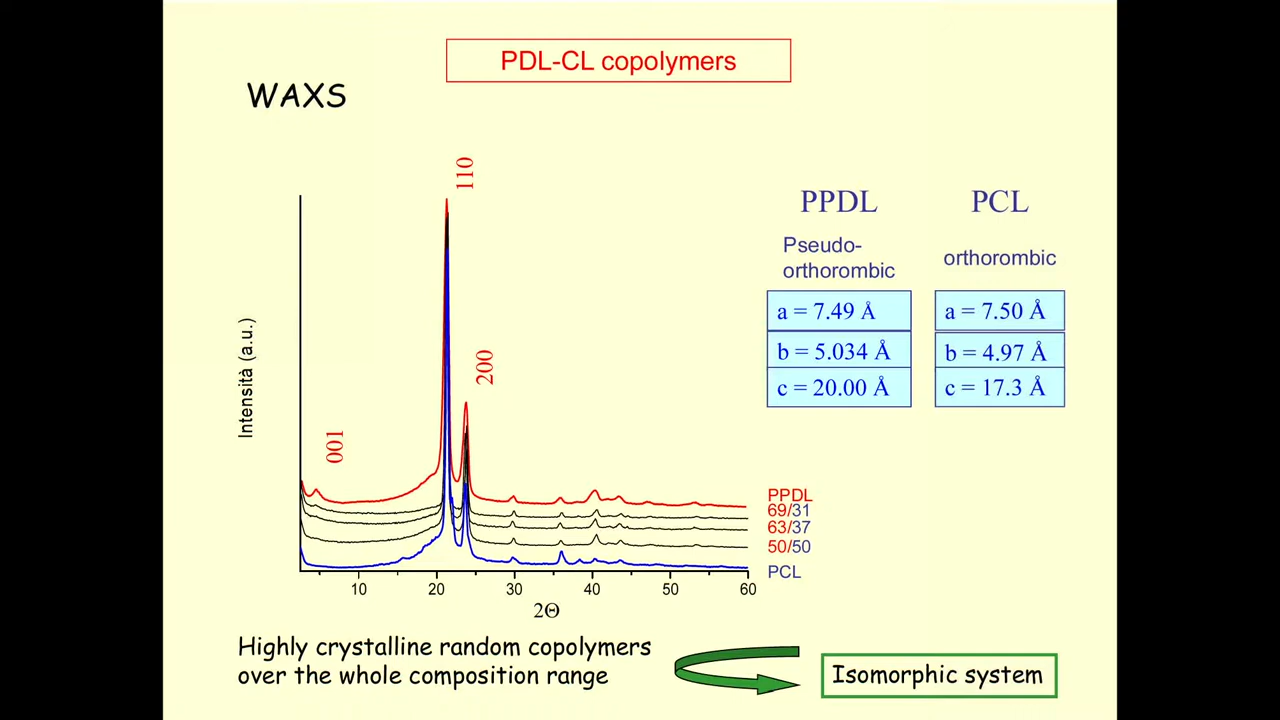 PDL-CL copolymers
WAXS
110
200
001
Intensità (a.u.)
10 20 30 40 50 60
2Θ
PPDL
69/31
63/37
50/50
PCL
PPDL
Pseudo-
orthorombic
a = 7.49 Å
b = 5.034 Å
c = 20.00 Å
PCL
orthorombic
a = 7.50 Å
b = 4.97 Å
c = 17.3 Å
Highly crystalline random copolymers
over the whole composition range
Isomorphic system